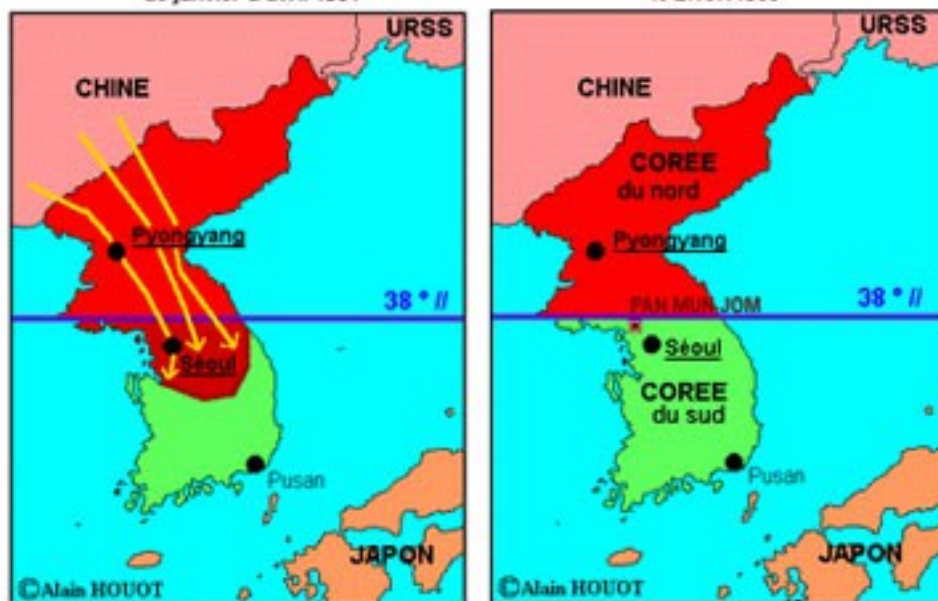 URSS
CHINE
Pyongyang
38 ° //
Séoul
Pusan
JAPON
©Alain HOUOT
URSS
CHINE
COREE
du nord
Pyongyang
38 ° //
PAN MUN JOM
Séoul
COREE
du sud
Pusan
JAPON
©Alain HOUOT